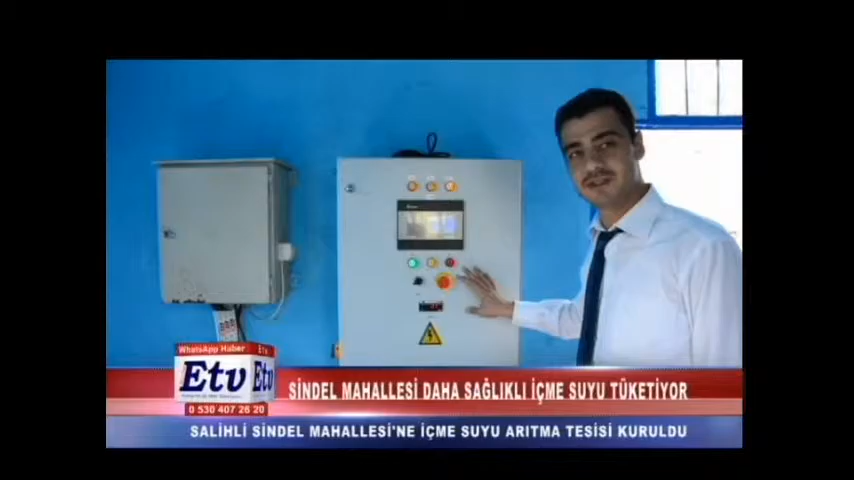 WhatsApp Haber
Etv
Etv
Etv
0 530 407 26 20
SİNDEL MAHALLESİ DAHA SAĞLIKLI İÇME SUYU TÜKETİYOR
SALİHLİ SİNDEL MAHALLESİ'NE İÇME SUYU ARITMA TESİSİ KURULDU